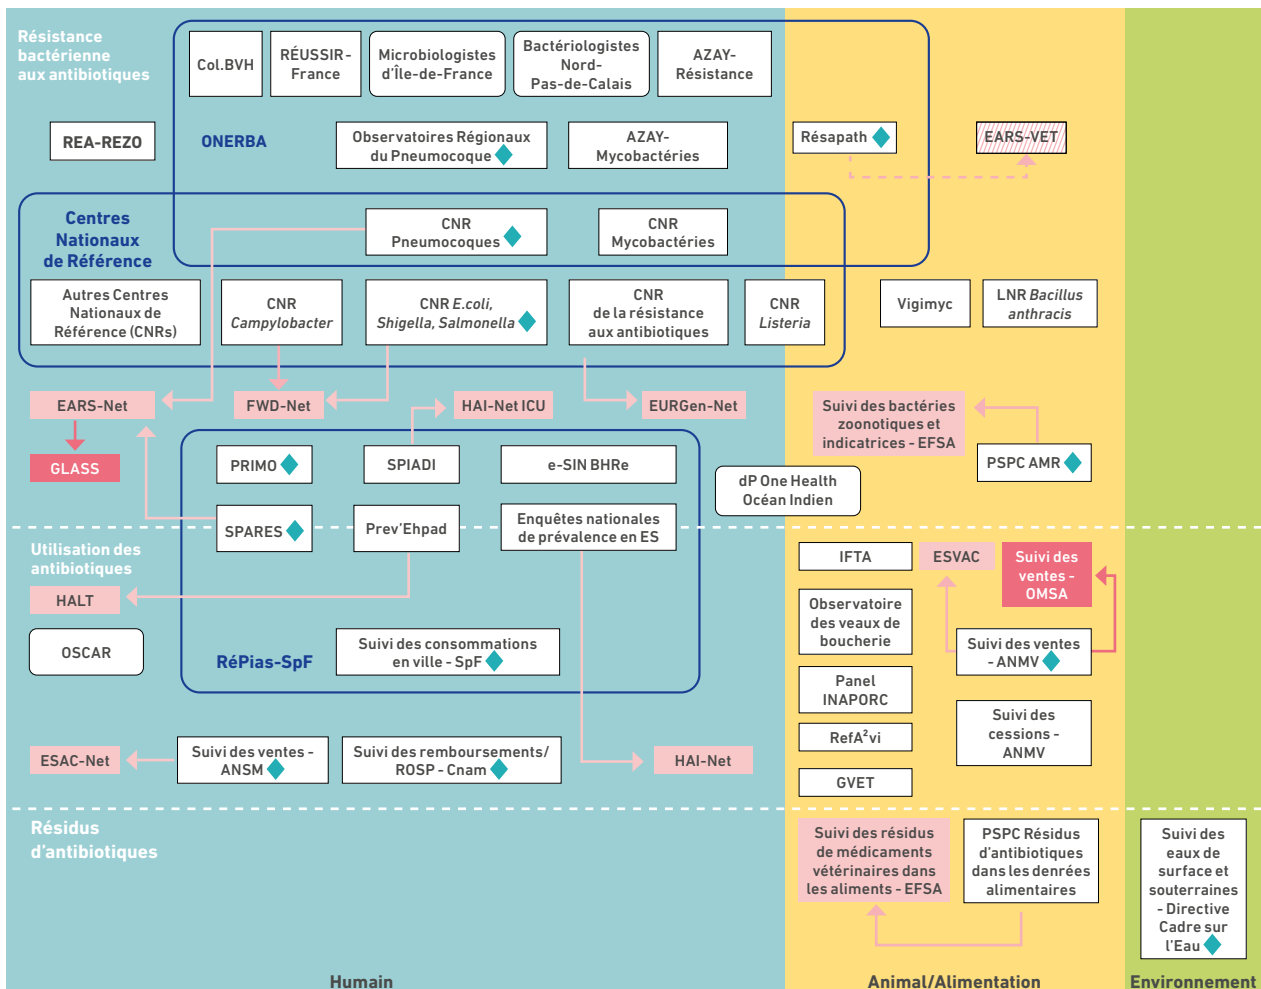 Résistance
bactérienne
aux antibiotiques
Col.BVH
RÉUSSIR-
France
Microbiologistes
d'Île-de-France
Bactériologistes
Nord-
Pas-de-Calais
AZAY-
Résistance
REA-REZO
ONERBA
Observatoires Régionaux
du Pneumocoque
AZAY-
Mycobactéries
Résapath
EARS-VET
Centres
Nationaux
de Référence
CNR
Pneumocoques
CNR
Mycobactéries
Autres Centres
Nationaux de
Référence (CNRs)
CNR
Campylobacter
CNR E.coli,
Shigella, Salmonella
CNR
de la résistance
aux antibiotiques
CNR
Listeria
Vigimyc
LNR Bacillus
anthracis
EARS-Net
FWD-Net
HAI-Net ICU
EURGen-Net
Suivi des bactéries
zoonotiques et
indicatrices - EFSA
GLASS
PRIMO
SPIADI
e-SIN BHRe
dP One Health
Océan Indien
PSPC AMR
SPARES
Prev'Ehpad
Enquêtes nationales
de prévalence en ES
Utilisation des
antibiotiques
HALT
OSCAR
RéPias-SpF
Suivi des consommations
en ville - SpF
IFTA
ESVAC
Suivi des
ventes -
OMSA
Observatoire
des veaux de
boucherie
Suivi des ventes
- ANMV
Panel
INAPORC
Suivi des
cessions -
ANMV
RefA²vi
GVET
ESAC-Net
Suivi des ventes -
ANSM
Suivi des remboursements/
ROSP - Cnam
HAI-Net
Résidus
d'antibiotiques
Suivi des résidus
de médicaments
vétérinaires dans
les aliments - EFSA
PSPC Résidus
d'antibiotiques
dans les denrées
alimentaires
Suivi des
eaux de
surface et
souterraines
- Directive
Cadre sur
l'Eau
Humain
Animal/Alimentation
Environnement